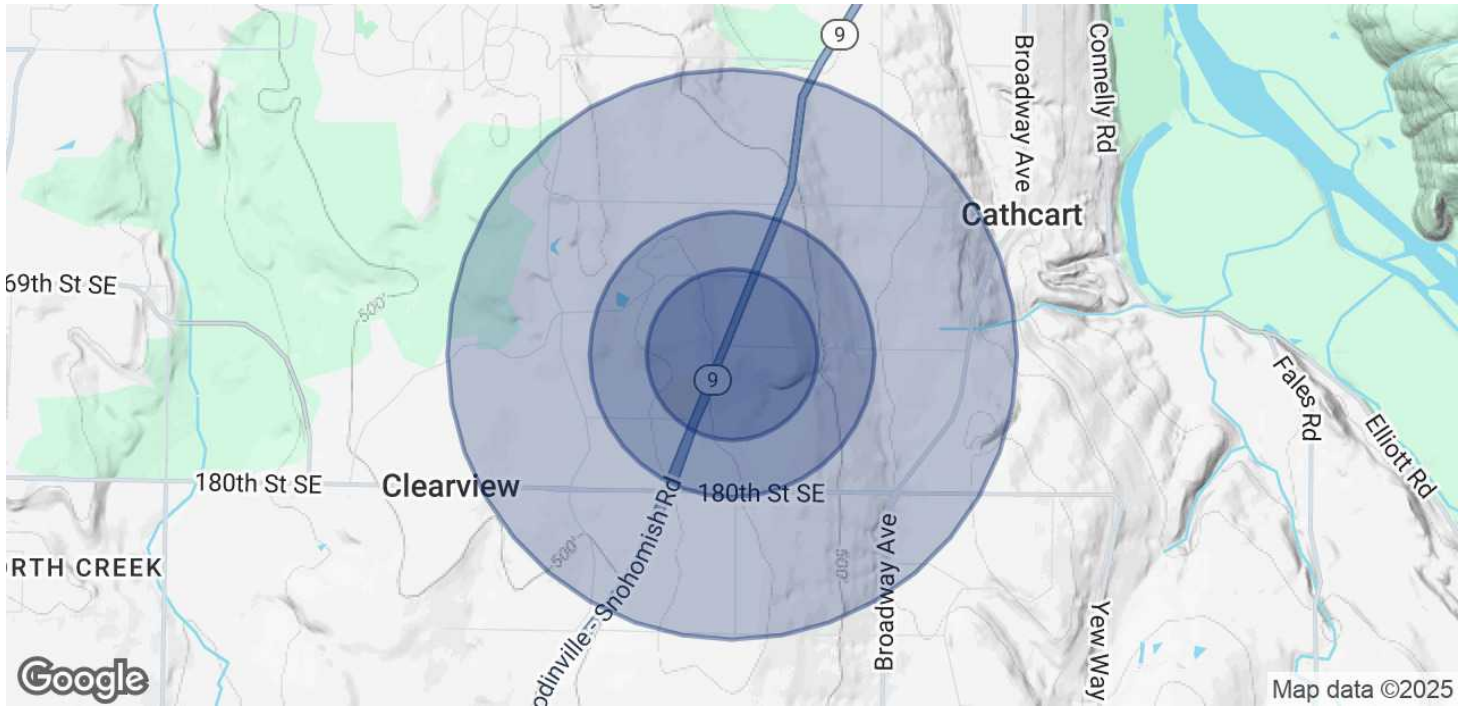 9
Broadway Ave
Connelly Rd
Cathcart
69th St SE
500'
9
180th St SE
Clearview
180th St SE
Fales Rd
Elliott Rd
500'
500
ORTH CREEK
odinville - Snohomish Rd
Broadway Ave
Yew Way
Google
Map data ©2025